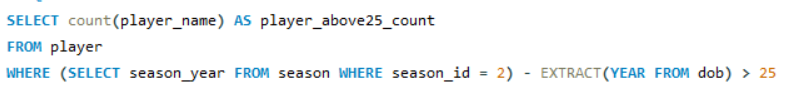 SELECT count(player_name) AS player_above25_count
FROM player
WHERE (SELECT season_year FROM season WHERE season_id = 2) - EXTRACT(YEAR FROM dob) > 25